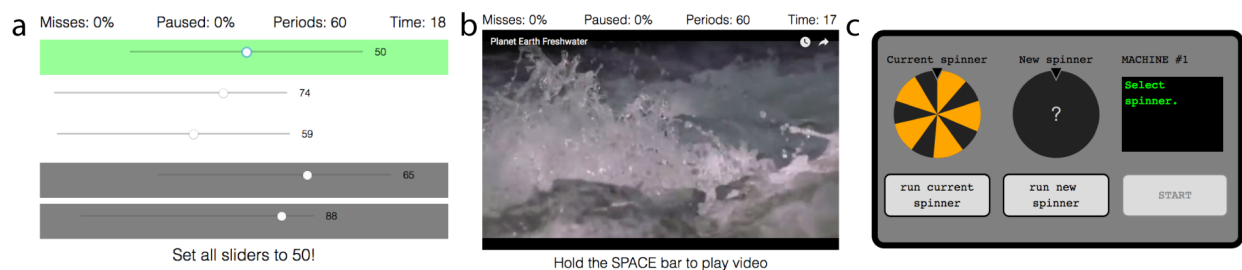 a
Misses: 0% Paused: 0% Periods: 60 Time: 18
50
74
59
65
88
Set all sliders to 50!
b
Misses: 0% Paused: 0% Periods: 60 Time: 17
Planet Earth Freshwater
Hold the SPACE bar to play video
c
Current spinner New spinner MACHINE #1
?
Select
spinner.
run current
spinner
run new
spinner
START